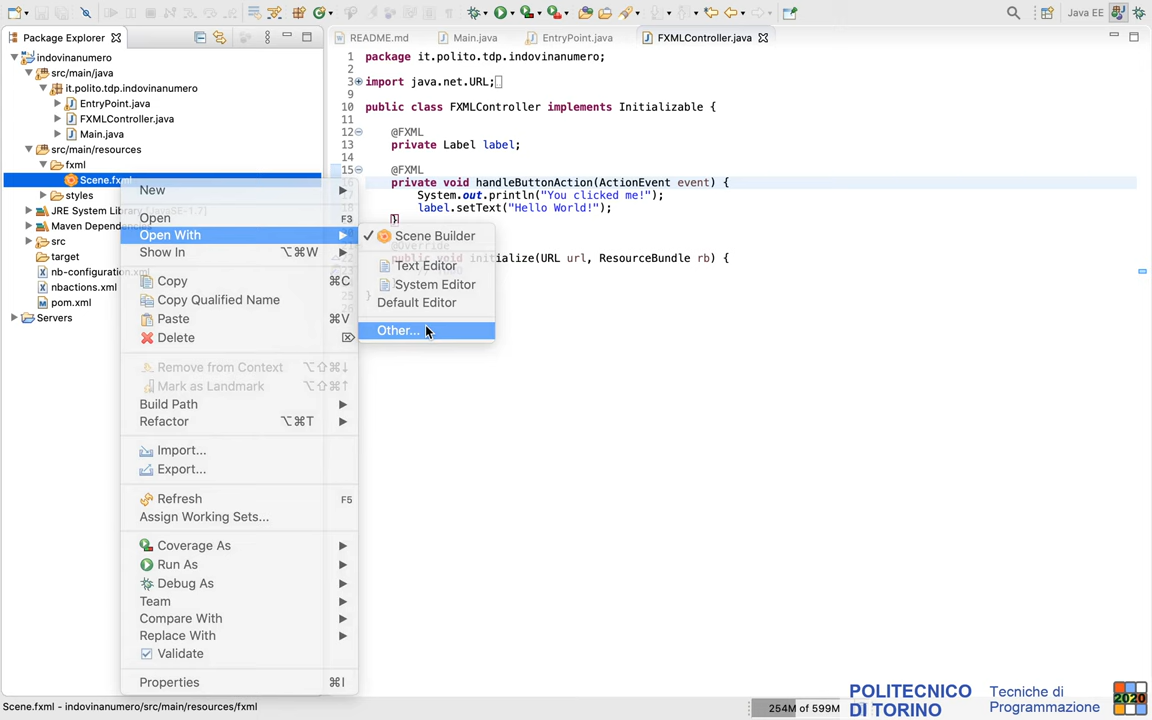 Java EE
Package Explorer
README.md
Main.java
EntryPoint.java
FXMLController.java
indovinanumero
src/main/java
it.polito.tdp.indovinanumero
EntryPoint.java
FXMLController.java
Main.java
src/main/resources
fxml
Scene.fxml
styles
JRE System Library [JavaSE-1.7]
Maven Dependencies
src
target
nb-configuration.xml
nbactions.xml
pom.xml
Servers
1 package it.polito.tdp.indovinanumero;
2
3 import java.net.URL;
9
10 public class FXMLController implements Initializable {
11
12 @FXML
13 private Label label;
14
15 @FXML
private void handleButtonAction(ActionEvent event) {
System.out.println("You clicked me!");
18 label.setText("Hello World!");
}
@Override
public void initialize(URL url, ResourceBundle rb) {
}
New
Open F3
Open With
Show In ⌥⌘W
Copy ⌘C
Copy Qualified Name
Paste ⌘V
Delete ⌦
Remove from Context ⌥⇧⌘↓
Mark as Landmark ⌥⇧⌘↑
Build Path
Refactor ⌥⌘T
Import...
Export...
Refresh F5
Assign Working Sets...
Coverage As
Run As
Debug As
Team
Compare With
Replace With
Validate
Properties ⌘I
✓ Scene Builder
Text Editor
System Editor
Default Editor
Other...
Scene.fxml - indovinanumero/src/main/resources/fxml
254M of 599M
POLITECNICO
DI TORINO
Tecniche di
Programmazione
2020